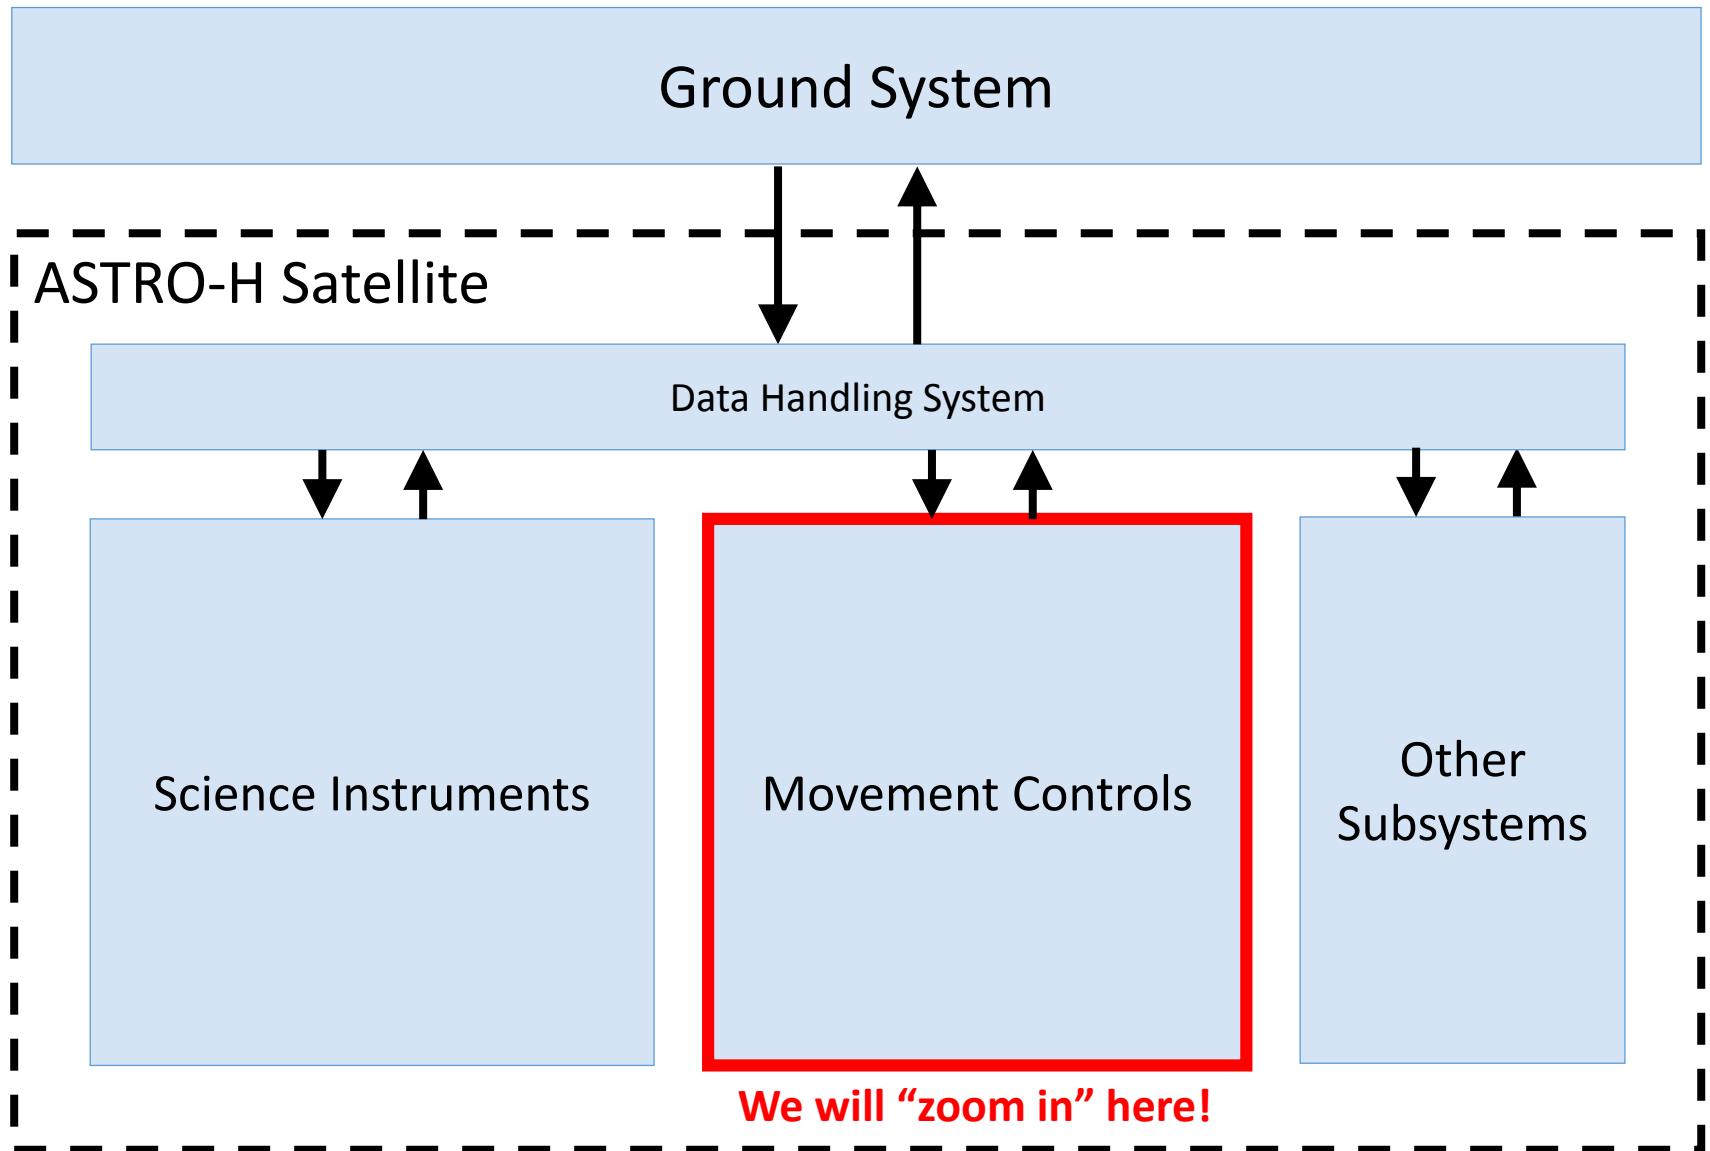 Ground System
ASTRO-H Satellite
Data Handling System
Science Instruments
Movement Controls
Other
Subsystems
We will “zoom in” here!